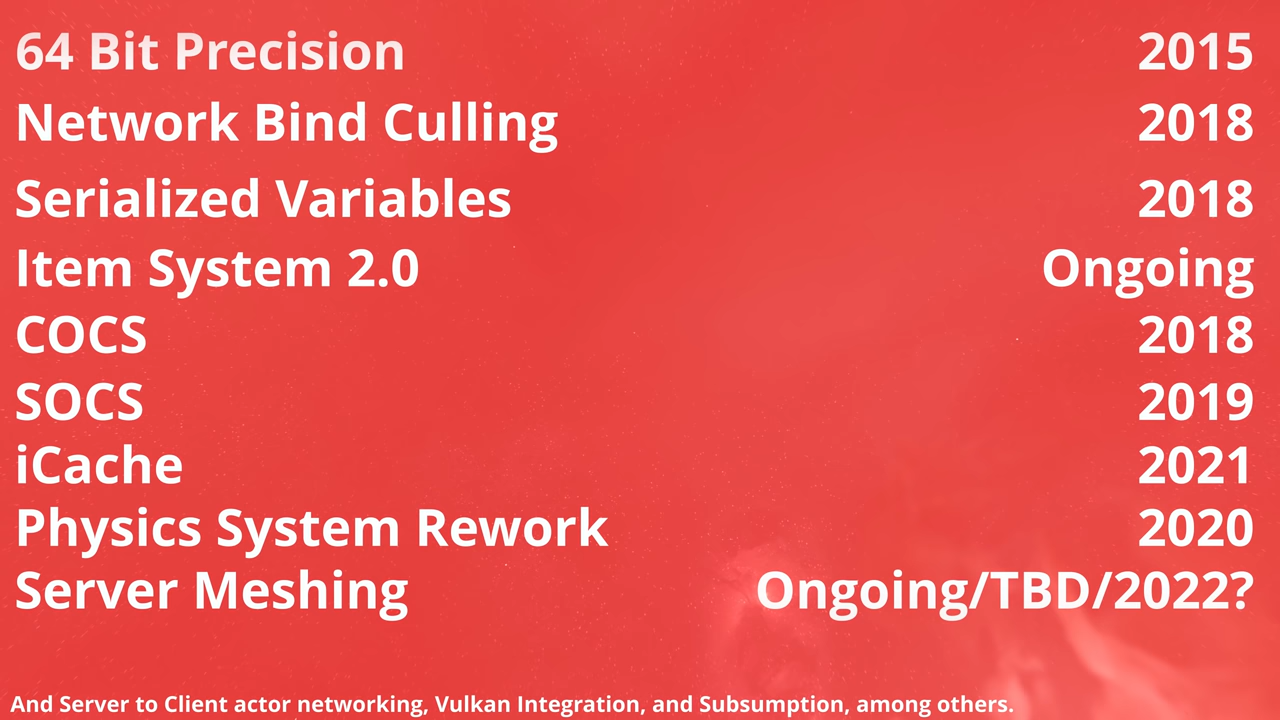 64 Bit Precision 2015
Network Bind Culling 2018
Serialized Variables 2018
Item System 2.0 Ongoing
COCS 2018
SOCS 2019
iCache 2021
Physics System Rework 2020
Server Meshing Ongoing/TBD/2022?
And Server to Client actor networking, Vulkan Integration, and Subsumption, among others.